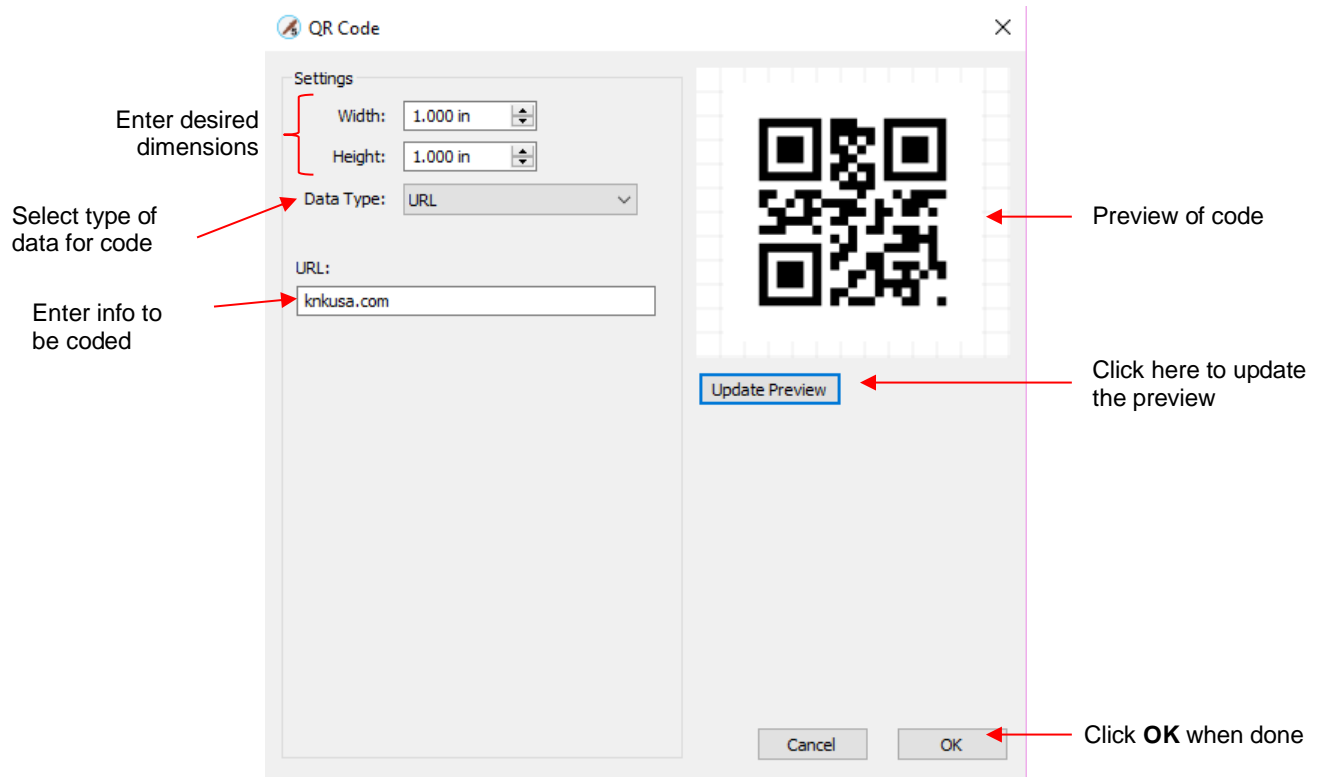 QR Code
Settings
Enter desired
dimensions
Width: 1.000 in
Height: 1.000 in
Select type of
data for code
Data Type: URL
Preview of code
URL:
knkusa.com
Enter info to
be coded
Click here to update
the preview
Update Preview
Cancel
OK
Click OK when done